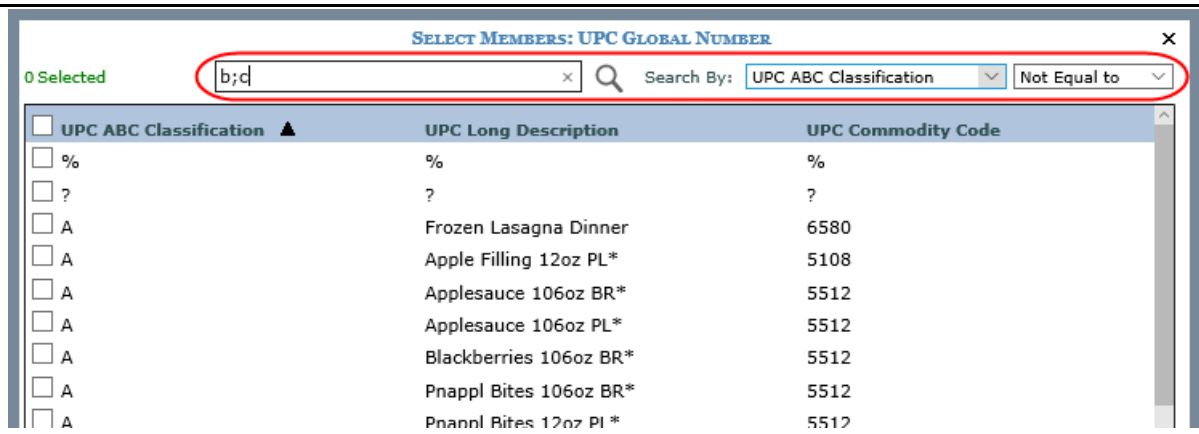 SELECT MEMBERS: UPC GLOBAL NUMBER ×
0 Selected b;c × Search By: UPC ABC Classification Not Equal to
UPC ABC Classification ▲ UPC Long Description UPC Commodity Code
% % %
? ? ?
A Frozen Lasagna Dinner 6580
A Apple Filling 12oz PL* 5108
A Applesauce 106oz BR* 5512
A Applesauce 106oz PL* 5512
A Blackberries 106oz BR* 5512
A Pnappl Bites 106oz BR* 5512
A Pnappl Bites 12oz PL* 5512